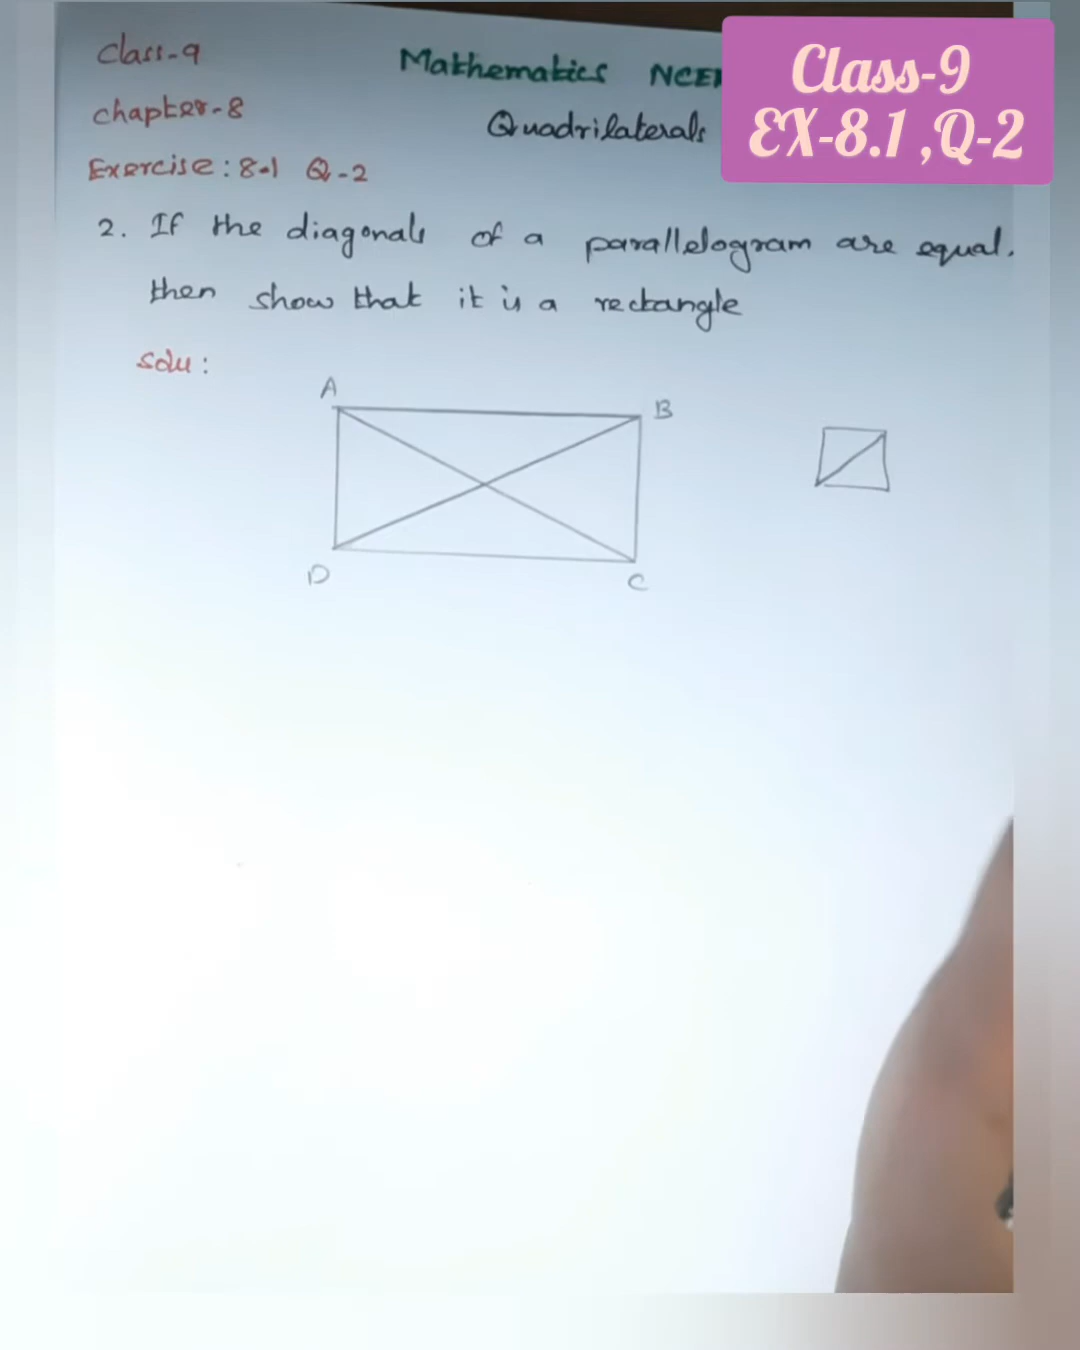 Class-9
Mathematics NCE
Class-9
EX-8.1 ,Q-2
chapter-8
Quadrilaterals
Exercise: 8.1 Q-2
2. If the diagonals of a parallelogram are equal.
then show that it is a rectangle
Solu :
A
B
D
C